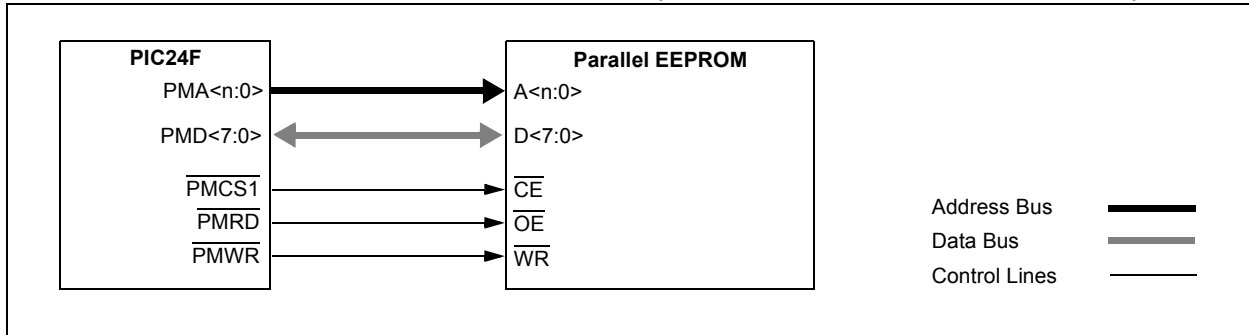 PIC24F
Parallel EEPROM
PMA<n:0>
A<n:0>
PMD<7:0>
D<7:0>
PMCS1
CE
PMRD
OE
PMWR
WR
Address Bus
Data Bus
Control Lines